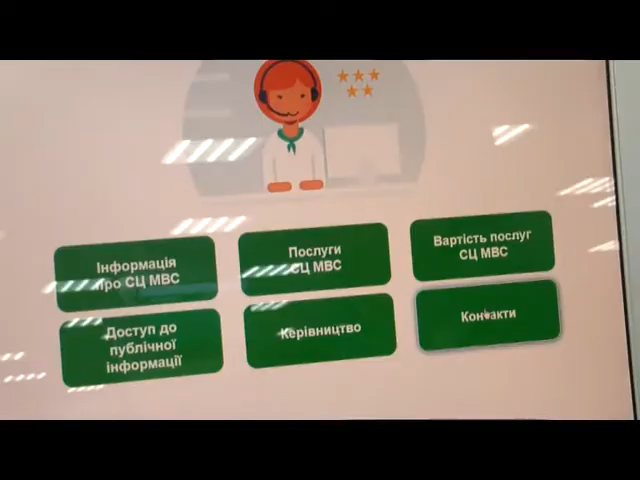 Інформація
про СЦ МВС
Послуги
СЦ МВС
Вартість послуг
СЦ МВС
Доступ до
публічної
інформації
Керівництво
Контакти